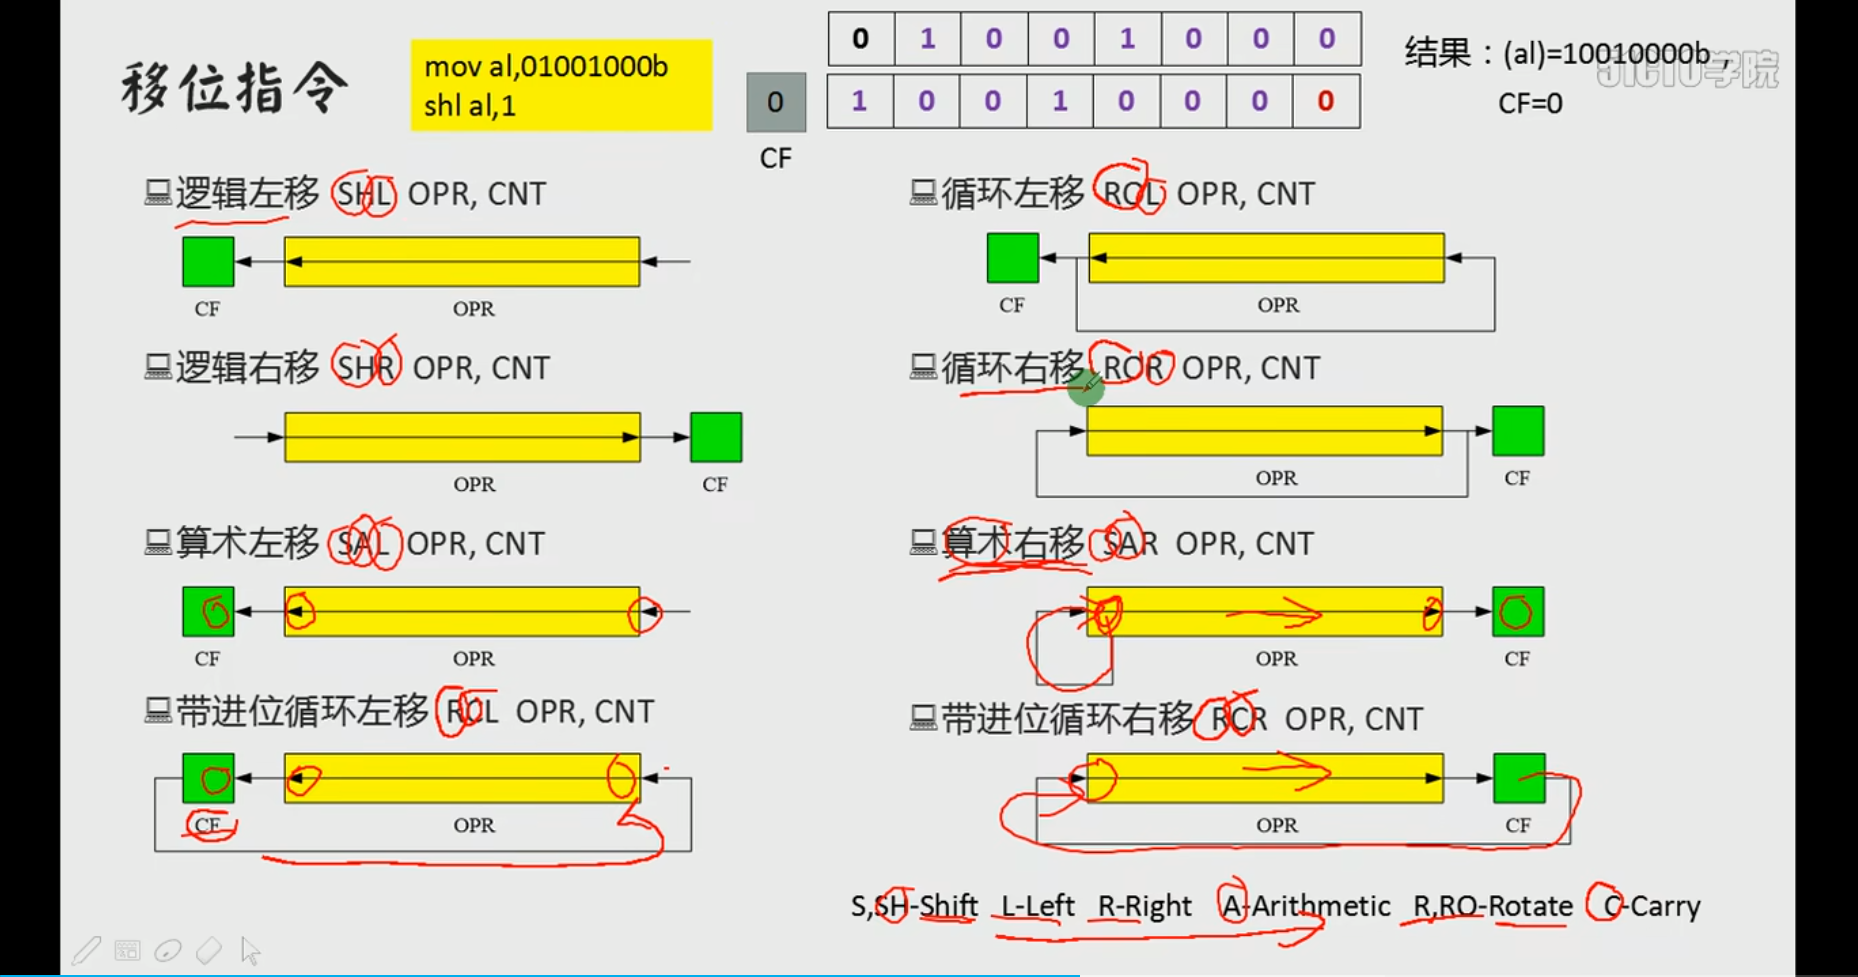 移位指令
mov al,01001000b
shl al,1
0 1 0 0 1 0 0 0
0
1 0 0 1 0 0 0 0
CF
结果：(al)=10010000b，
CF=0
51CTO学院
逻辑左移 SHL OPR, CNT
CF
OPR
循环左移 ROL OPR, CNT
CF
OPR
逻辑右移 SHR OPR, CNT
OPR
CF
循环右移 ROR OPR, CNT
OPR
CF
算术左移 SAL OPR, CNT
CF
OPR
算术右移 SAR OPR, CNT
OPR
CF
带进位循环左移 RCL OPR, CNT
CF
OPR
带进位循环右移 RCR OPR, CNT
OPR
CF
S,SH-Shift L-Left R-Right A-Arithmetic R,RO-Rotate C-Carry